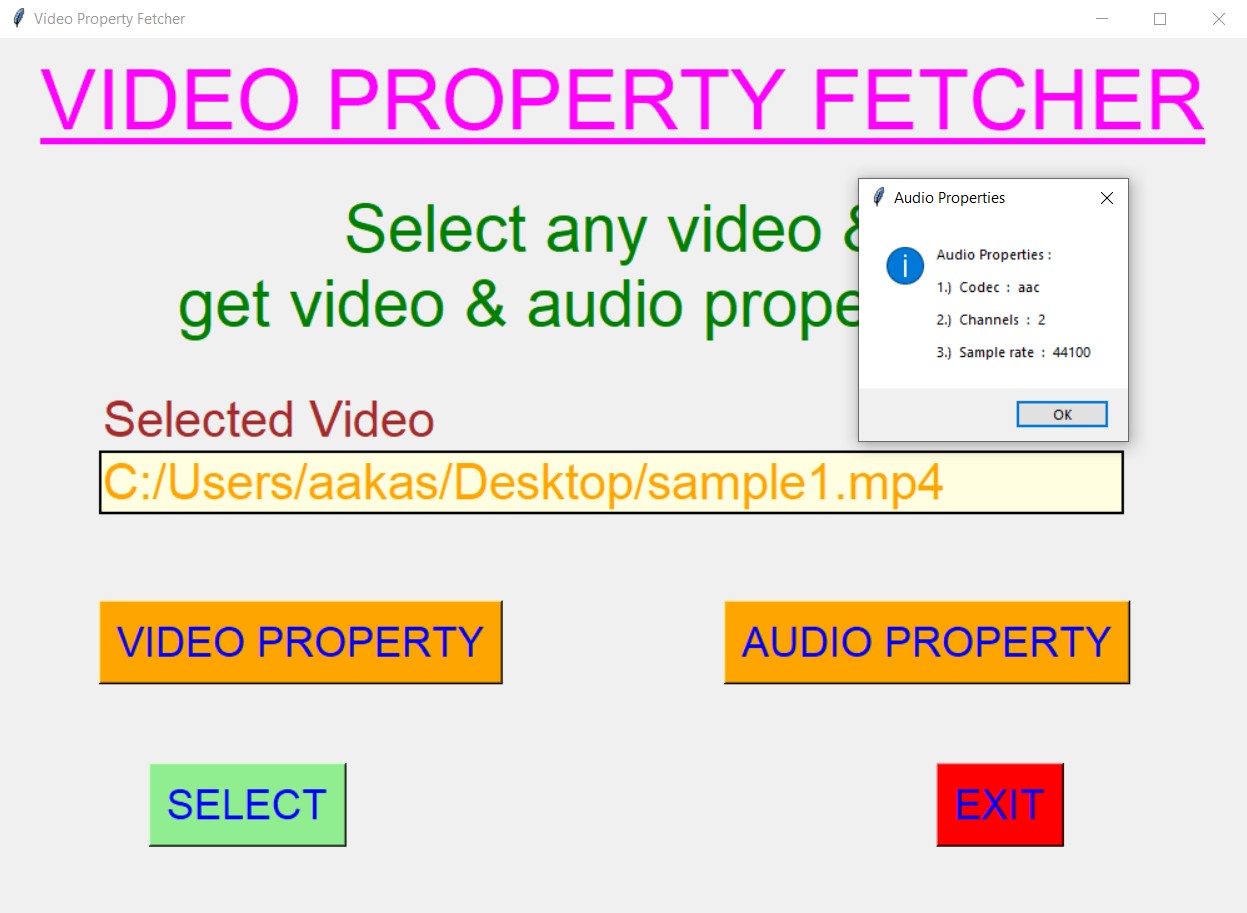 Video Property Fetcher
VIDEO PROPERTY FETCHER
Select any video
get video & audio
Audio Properties
Audio Properties :
1.) Codec : aac
2.) Channels : 2
3.) Sample rate : 44100
OK
Selected Video
C:/Users/aakas/Desktop/sample1.mp4
VIDEO PROPERTY
AUDIO PROPERTY
SELECT
EXIT